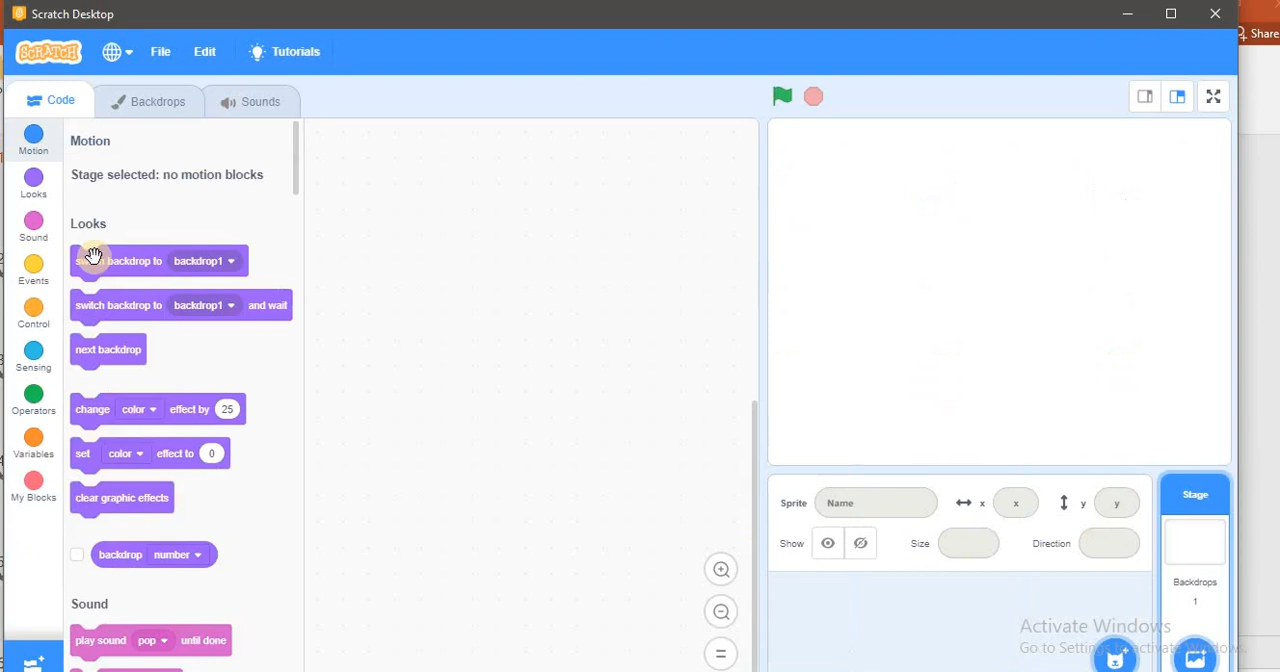 Scratch Desktop
Share
SCRATCH File Edit Tutorials
Code Backdrops Sounds
Motion
Looks
Sound
Events
Control
Sensing
Operators
Variables
My Blocks
Motion
Stage selected: no motion blocks
Looks
backdrop to backdrop1
switch backdrop to backdrop1 and wait
next backdrop
change color effect by 25
set color effect to 0
clear graphic effects
backdrop number
Sound
play sound pop until done
Sprite Name x x y y
Show Size Direction
Stage
Backdrops
1
Activate Windows
Go to Settings to activate Windows.